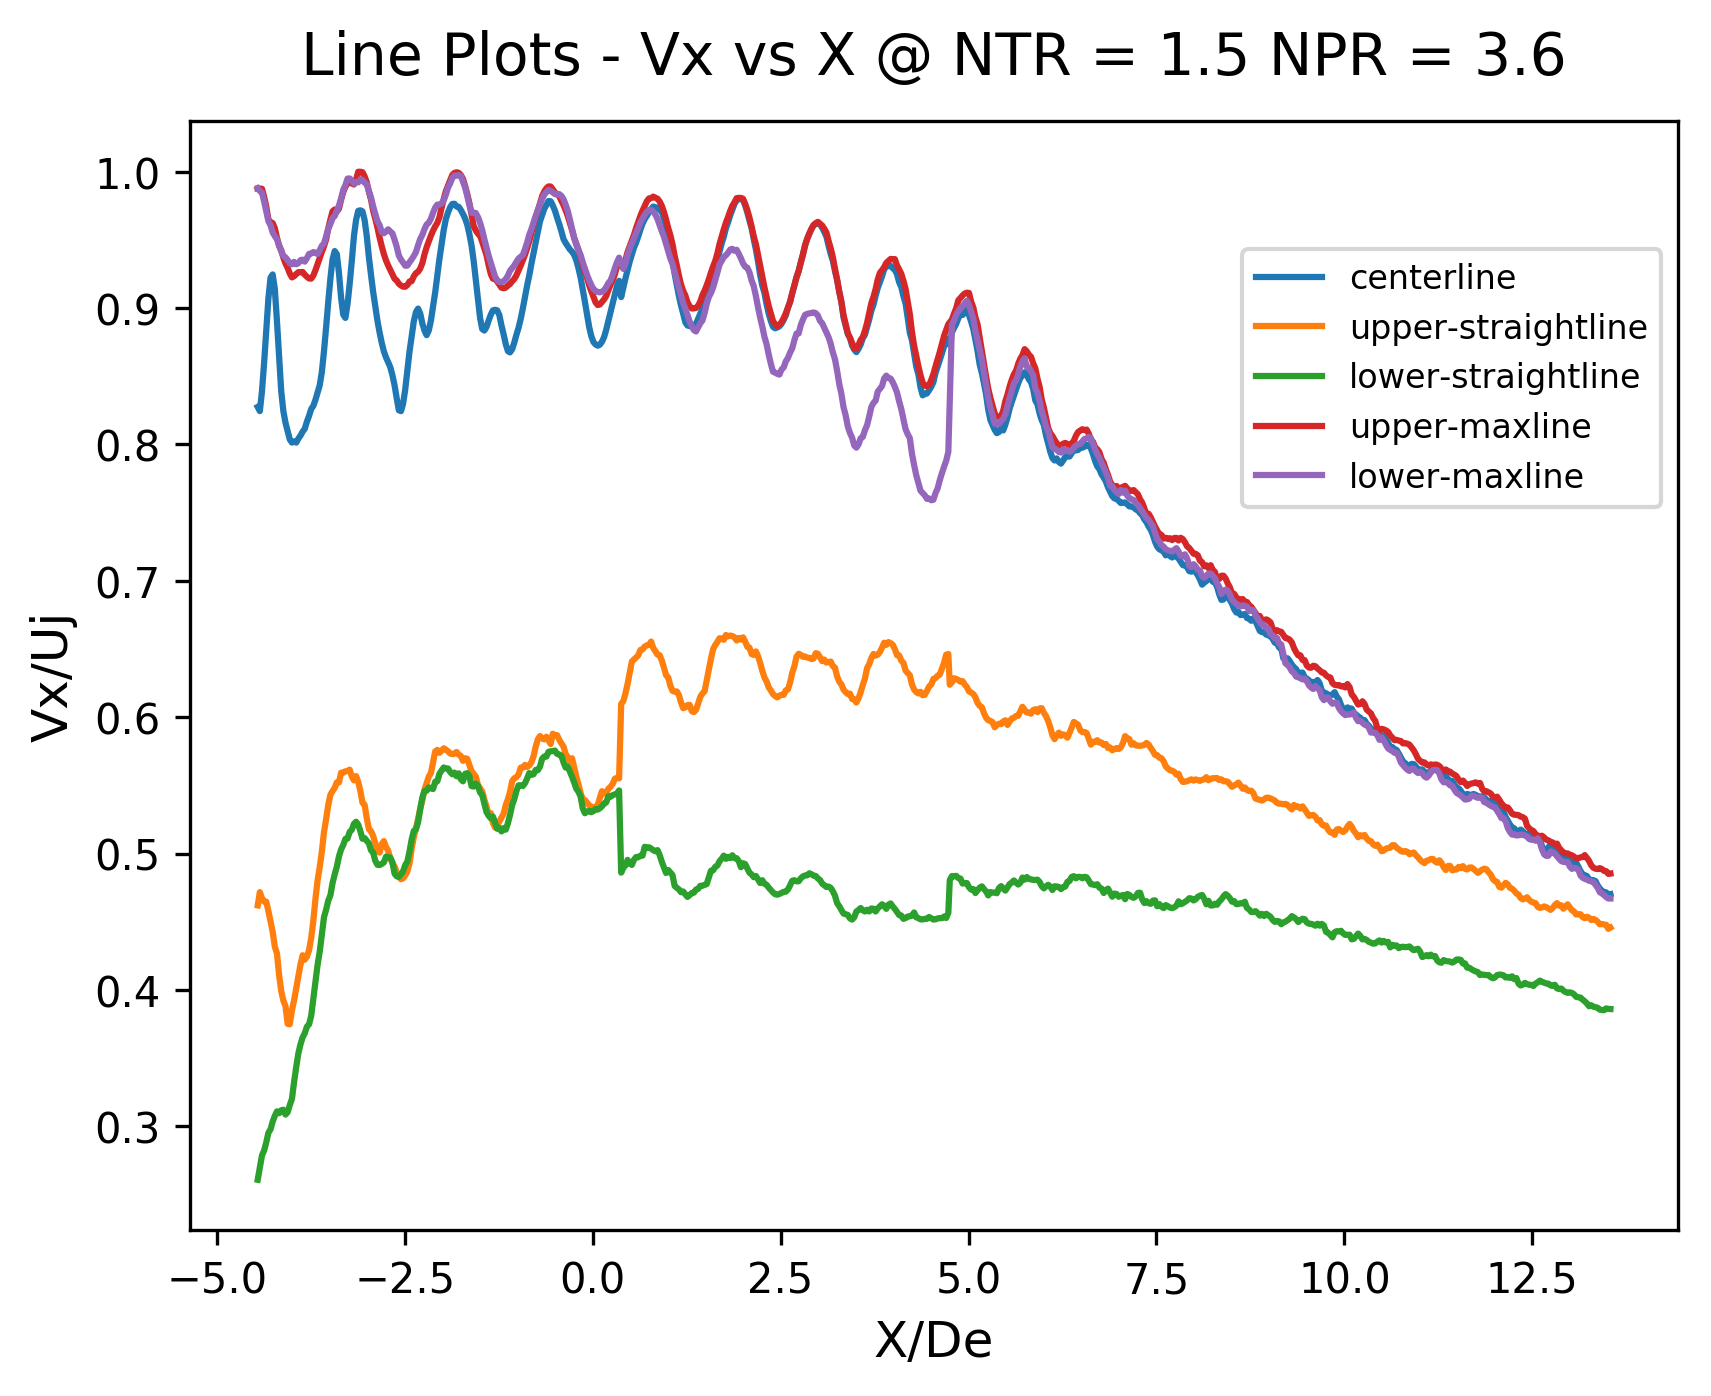 Line Plots - Vx vs X @ NTR = 1.5 NPR = 3.6
1.0
0.9
0.8
0.7
0.6
0.5
0.4
0.3
Vx/Uj
centerline
upper-straightline
lower-straightline
upper-maxline
lower-maxline
−5.0 −2.5 0.0 2.5 5.0 7.5 10.0 12.5
X/De